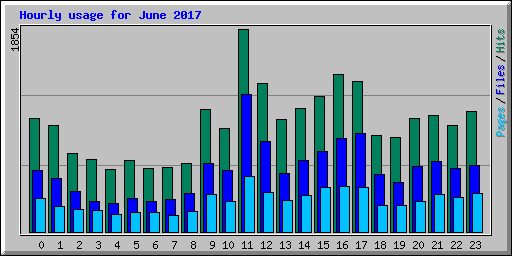 Hourly usage for June 2017
1854
Pages / Files / Hits
0 1 2 3 4 5 6 7 8 9 10 11 12 13 14 15 16 17 18 19 20 21 22 23